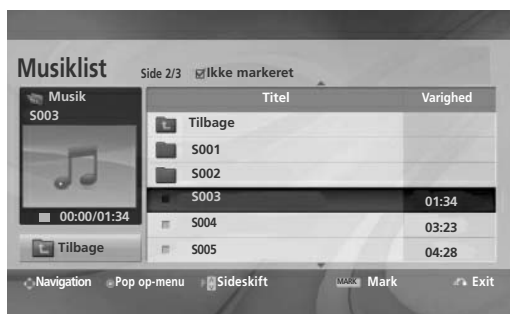 Musiklist Side 2/3 Ikke markeret
Musik
S003
00:00/01:34
Tilbage
Titel Varighed
Tilbage
S001
S002
S003 01:34
S004 03:23
S005 04:28
Navigation Pop op-menu Sideskift MARK Mark Exit